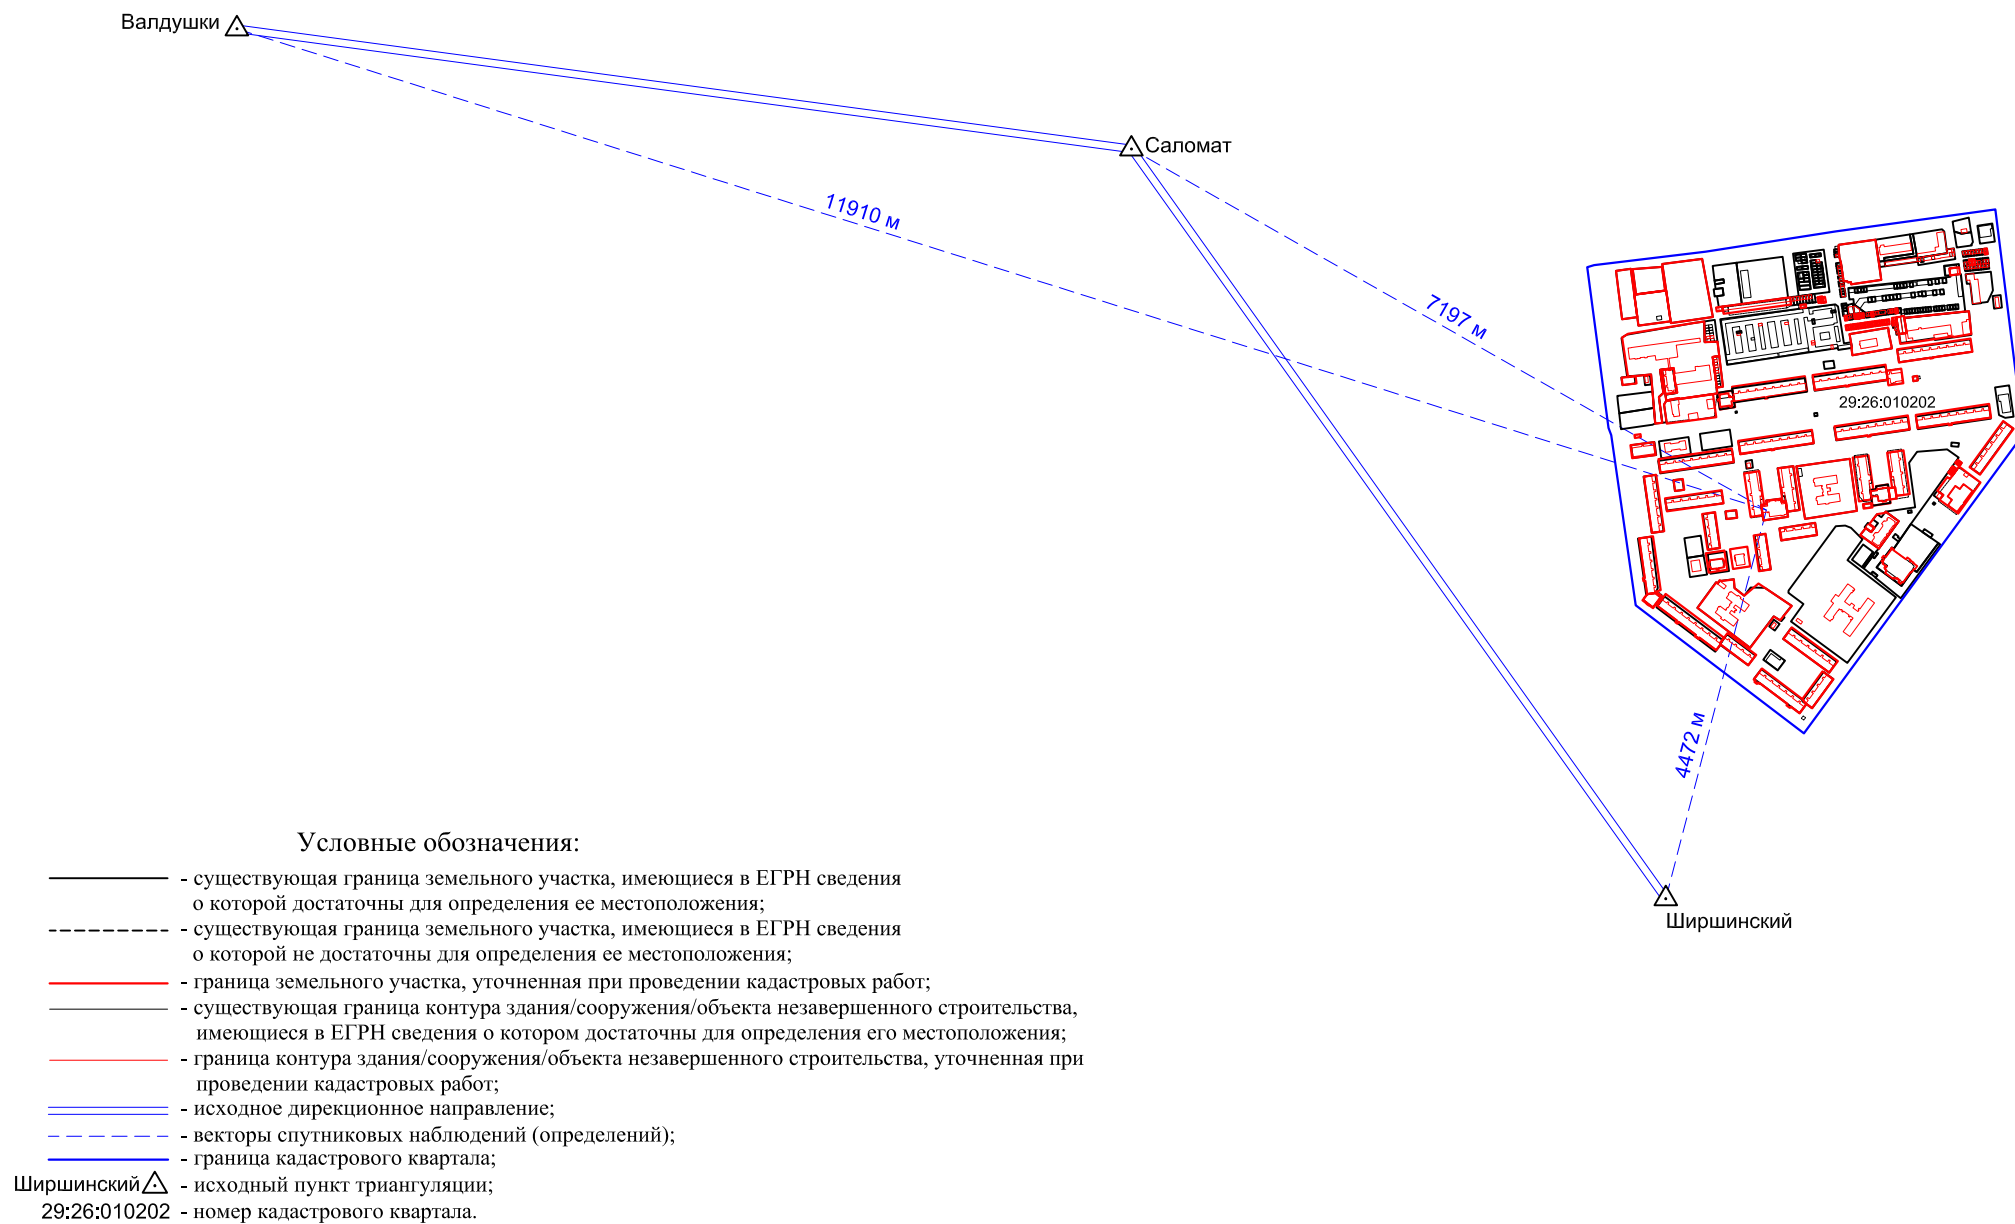 Валдушки
Саломат
11910 м
7197 м
29:26:010202
4472 м
Ширшинский
Условные обозначения:
- существующая граница земельного участка, имеющиеся в ЕГРН сведения
о которой достаточны для определения ее местоположения;
- существующая граница земельного участка, имеющиеся в ЕГРН сведения
о которой не достаточны для определения ее местоположения;
- граница земельного участка, уточненная при проведении кадастровых работ;
- существующая граница контура здания/сооружения/объекта незавершенного строительства,
имеющиеся в ЕГРН сведения о котором достаточны для определения его местоположения;
- граница контура здания/сооружения/объекта незавершенного строительства, уточненная при
проведении кадастровых работ;
- исходное дирекционное направление;
- векторы спутниковых наблюдений (определений);
- граница кадастрового квартала;
Ширшинский - исходный пункт триангуляции;
29:26:010202 - номер кадастрового квартала.